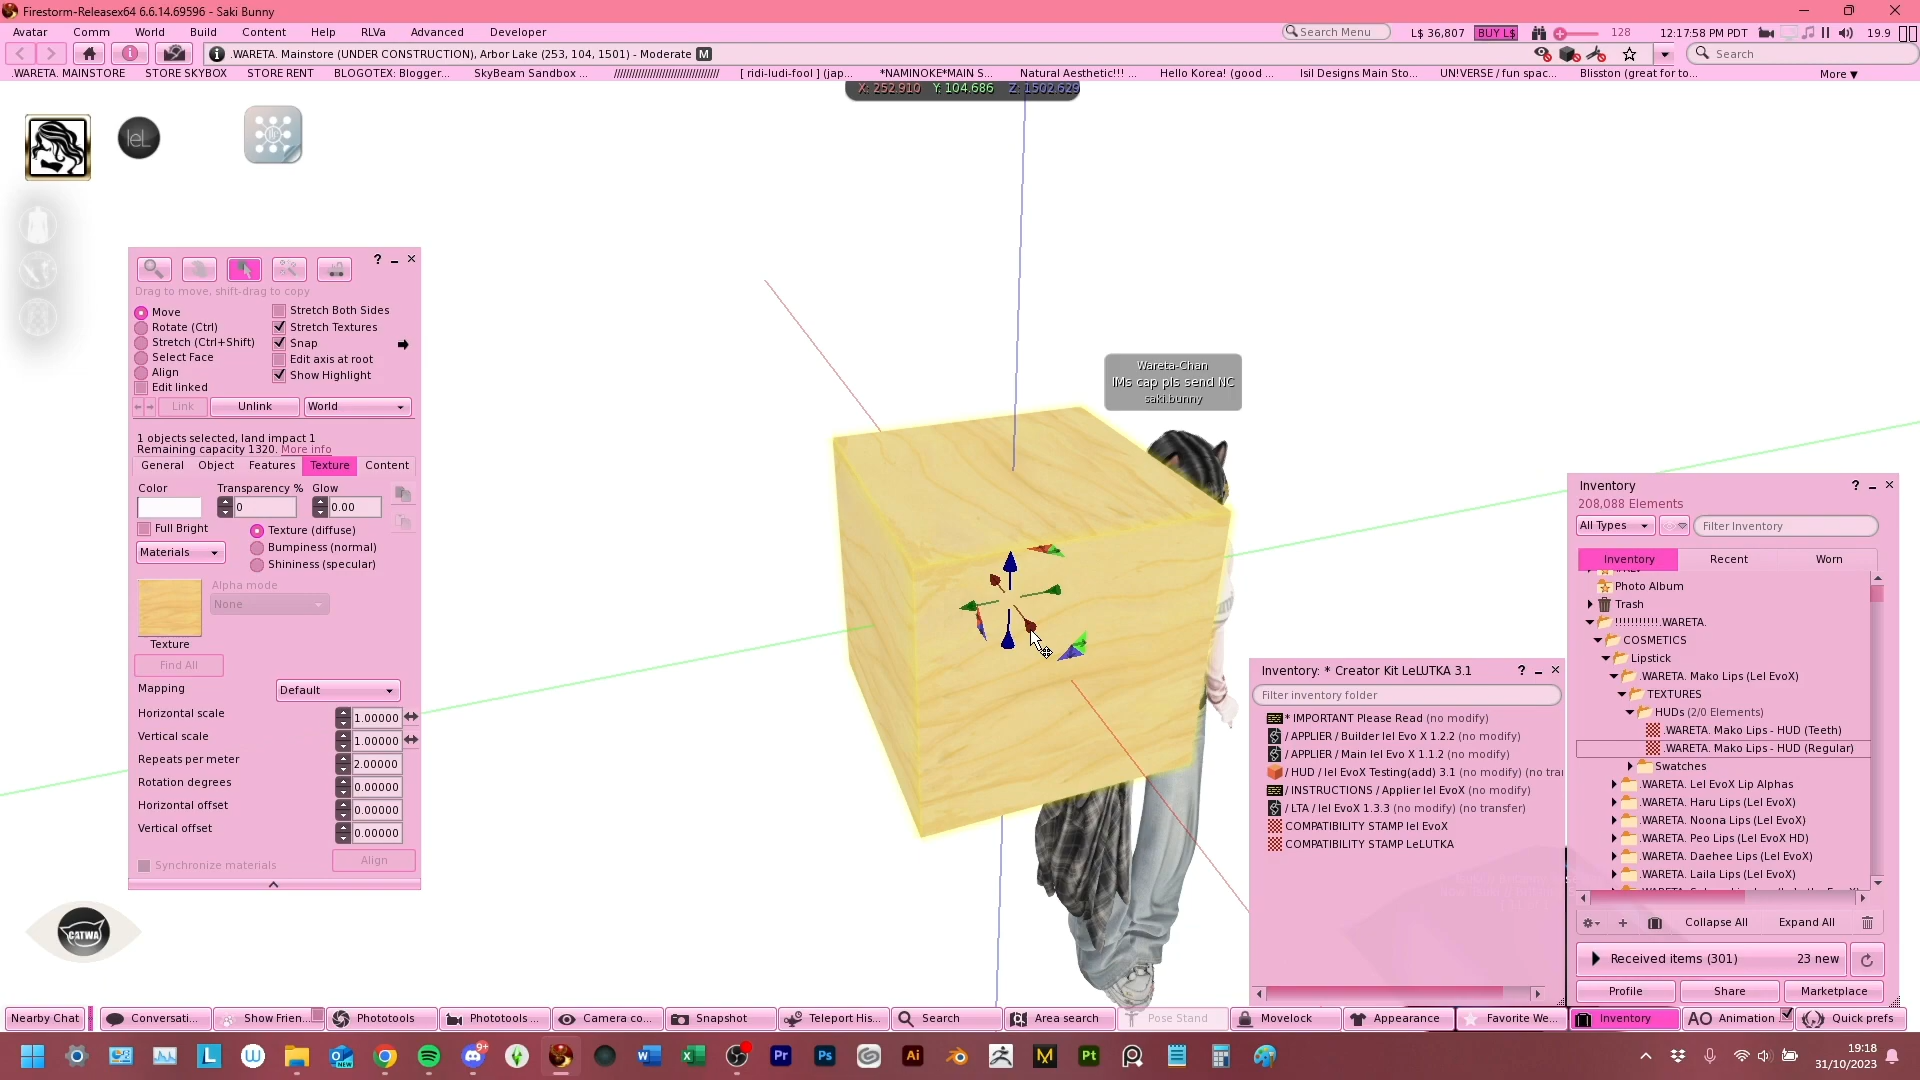 Firestorm-Releasex64 6.6.14.69596 - Saki Bunny
Avatar Comm World Build Content Help RLVa Advanced Developer
Search Menu L$ 36,807 BUY L$ 128 12:17:58 PM PDT 19.9
.WARETA. Mainstore (UNDER CONSTRUCTION), Arbor Lake (253, 104, 1501) - Moderate M
Search
.WARETA. MAINSTORE STORE SKYBOX STORE RENT BLOGOTEX: Blogger... SkyBeam Sandbox ... [ ridi-ludi-fool ] (jap... *NAMINOKE*MAIN S... Natural Aesthetic!!! ... Hello Korea! (good ... Isil Designs Main Sto... UN!VERSE / fun spac... Blisston (great for to... More ▼
X: 252.910 Y: 104.686 Z: 1502.629
leL
Drag to move, shift-drag to copy
Move
Rotate (Ctrl)
Stretch (Ctrl+Shift)
Select Face
Align
Edit linked
Stretch Both Sides
Stretch Textures
Snap
Edit axis at root
Show Highlight
Link Unlink World
1 objects selected, land impact 1
Remaining capacity 1320. More info
General Object Features Texture Content
Color Transparency % Glow
0 0.00
Full Bright
Texture (diffuse)
Materials
Bumpiness (normal)
Shininess (specular)
Alpha mode
None
Texture
Find All
Mapping Default
Horizontal scale 1.00000
Vertical scale 1.00000
Repeats per meter 2.00000
Rotation degrees 0.00000
Horizontal offset 0.00000
Vertical offset 0.00000
Synchronize materials Align
CATWA
Wareta-Chan
IMs cap pls send NC
saki.bunny
Inventory: * Creator Kit LeLUTKA 3.1
Filter inventory folder
* IMPORTANT Please Read (no modify)
/ APPLIER / Builder lel Evo X 1.2.2 (no modify)
/ APPLIER / Main lel Evo X 1.1.2 (no modify)
/ HUD / lel EvoX Testing(add) 3.1 (no modify) (no tra
/ INSTRUCTIONS / Applier lel EvoX (no modify)
/ LTA / lel EvoX 1.3.3 (no modify) (no transfer)
COMPATIBILITY STAMP lel EvoX
COMPATIBILITY STAMP LeLUTKA
Inventory
208,088 Elements
All Types Filter Inventory
Inventory Recent Worn
Photo Album
Trash
!!!!!!!!!!!.WARETA.
COSMETICS
Lipstick
.WARETA. Mako Lips (Lel EvoX)
TEXTURES
HUDs (2/0 Elements)
.WARETA. Mako Lips - HUD (Teeth)
.WARETA. Mako Lips - HUD (Regular)
Swatches
.WARETA. Lel EvoX Lip Alphas
.WARETA. Haru Lips (Lel EvoX)
.WARETA. Noona Lips (Lel EvoX)
.WARETA. Peo Lips (Lel EvoX HD)
.WARETA. Daehee Lips (Lel EvoX)
.WARETA. Laila Lips (Lel EvoX)
Collapse All Expand All
Received items (301) 23 new
Profile Share Marketplace
Nearby Chat Conversati... Show Frien... Phototools Phototools ... Camera co... Snapshot Teleport His... Search Area search Pose Stand Movelock Appearance Favorite We... Inventory AO Animation Quick prefs
19:18
31/10/2023